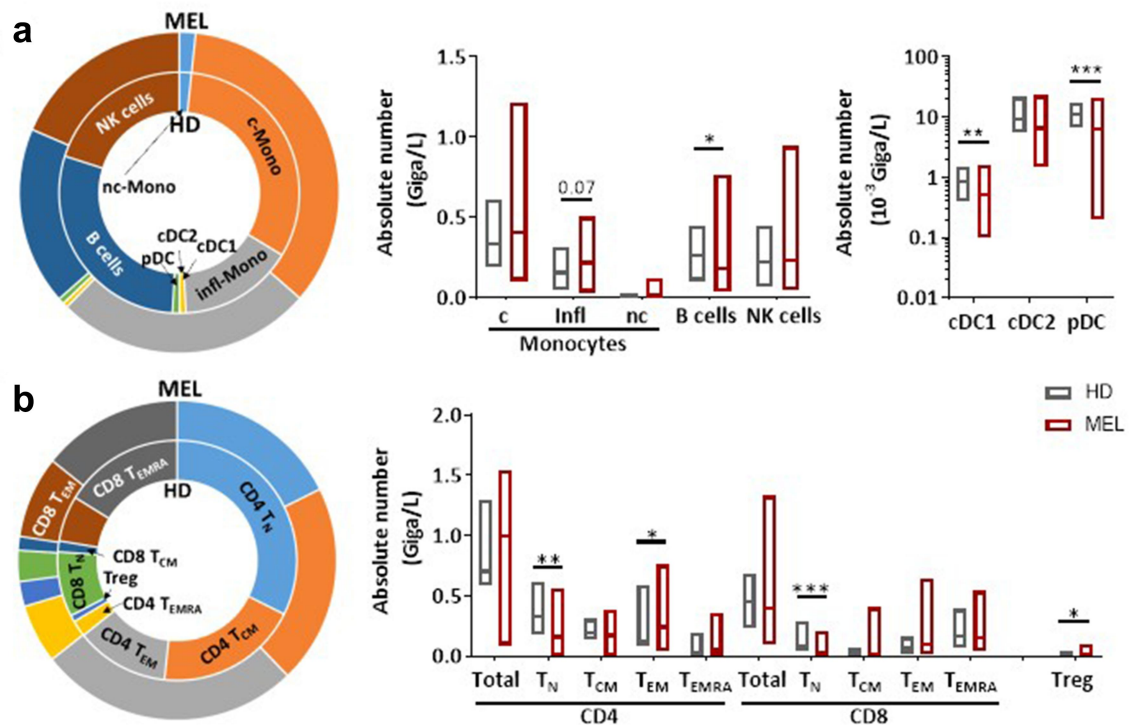 a
MEL
HD
NK cells
c-Mono
nc-Mono
cDC2
cDC1
pDC
B cells
infl-Mono
Absolute number
(Giga/L)
1.5
1.0
0.5
0.0
0.07
*
c
Infl
nc
B cells
NK cells
Monocytes
Absolute number
(10⁻³ Giga/L)
100
10
1
0.1
0.01
**
***
cDC1
cDC2
pDC
b
MEL
HD
CD8 TEMRA
CD4 TN
CD8 TEM
CD8 TCM
CD8 TN
Treg
CD4 TEMRA
CD4 TEM
CD4 TCM
Absolute number
(Giga/L)
2.0
1.5
1.0
0.5
0.0
**
*
***
*
Total
TN
TCM
TEM
TEMRA
Total
TN
TCM
TEM
TEMRA
Treg
CD4
CD8
HD
MEL